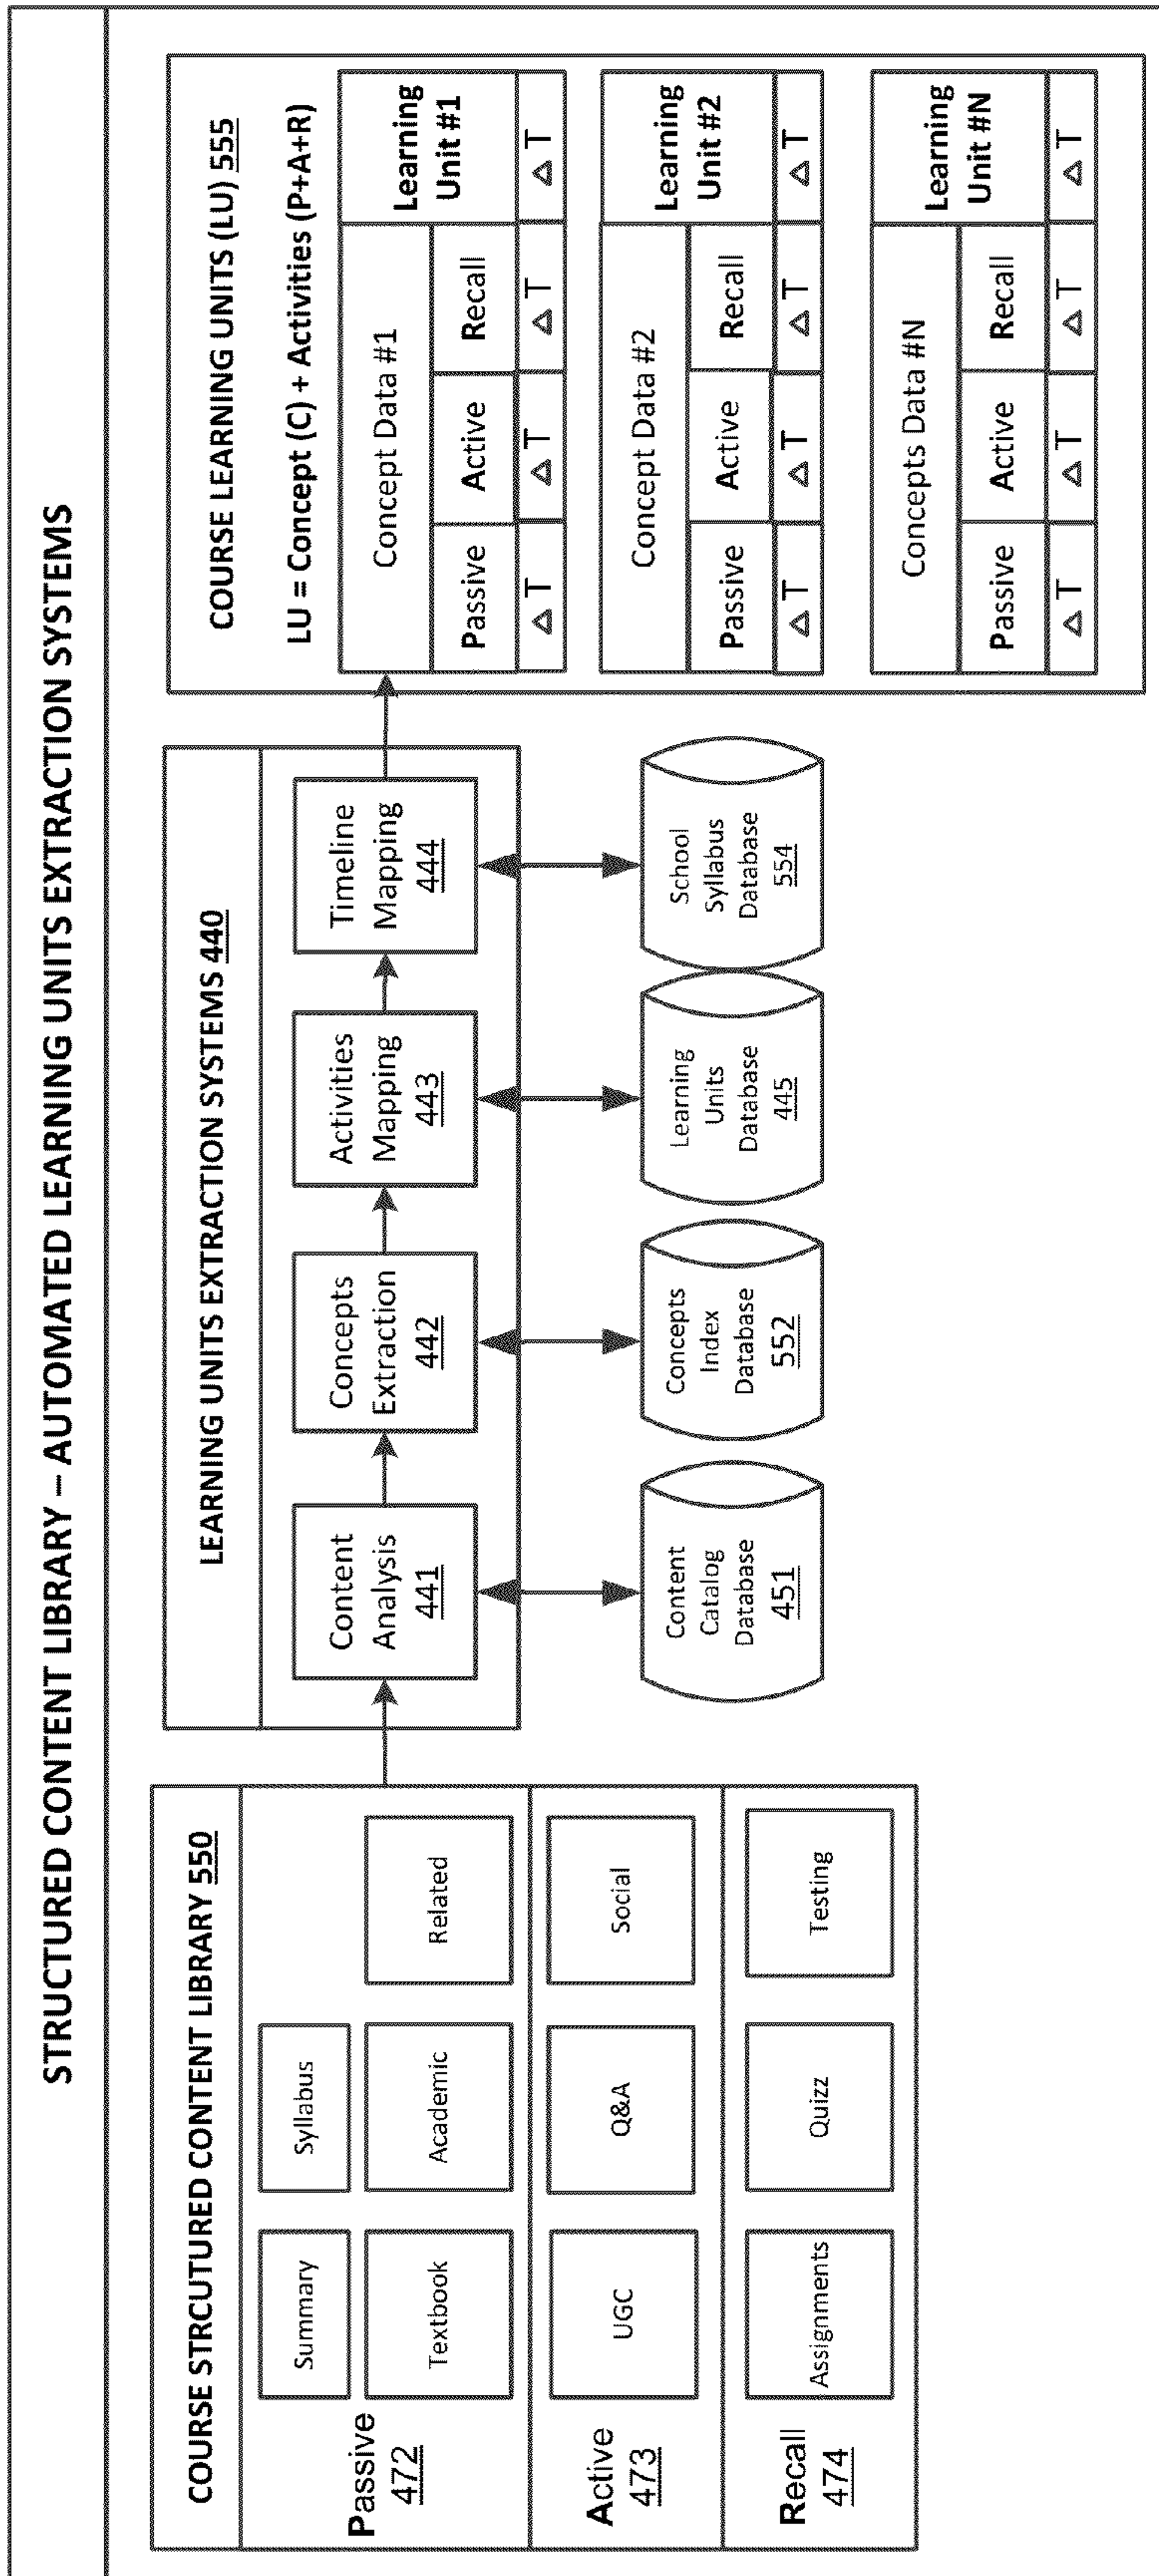 STRUCTURED CONTENT LIBRARY – AUTOMATED LEARNING UNITS EXTRACTION SYSTEMS
COURSE STRCUTURED CONTENT LIBRARY 550
Passive
472
Summary
Syllabus
Textbook
Academic
Related
Active
473
UGC
Q&A
Social
Recall
474
Assignments
Quizz
Testing
LEARNING UNITS EXTRACTION SYSTEMS 440
Content
Analysis
441
Concepts
Extraction
442
Activities
Mapping
443
Timeline
Mapping
444
Content
Catalog
Database
451
Concepts
Index
Database
552
Learning
Units
Database
445
School
Syllabus
Database
554
COURSE LEARNING UNITS (LU) 555
LU = Concept (C) + Activities (P+A+R)
Concept Data #1
Learning
Unit #1
Passive
Active
Recall
Δ T
Δ T
Δ T
Δ T
Concept Data #2
Learning
Unit #2
Passive
Active
Recall
Δ T
Δ T
Δ T
Δ T
Concepts Data #N
Learning
Unit #N
Passive
Active
Recall
Δ T
Δ T
Δ T
Δ T